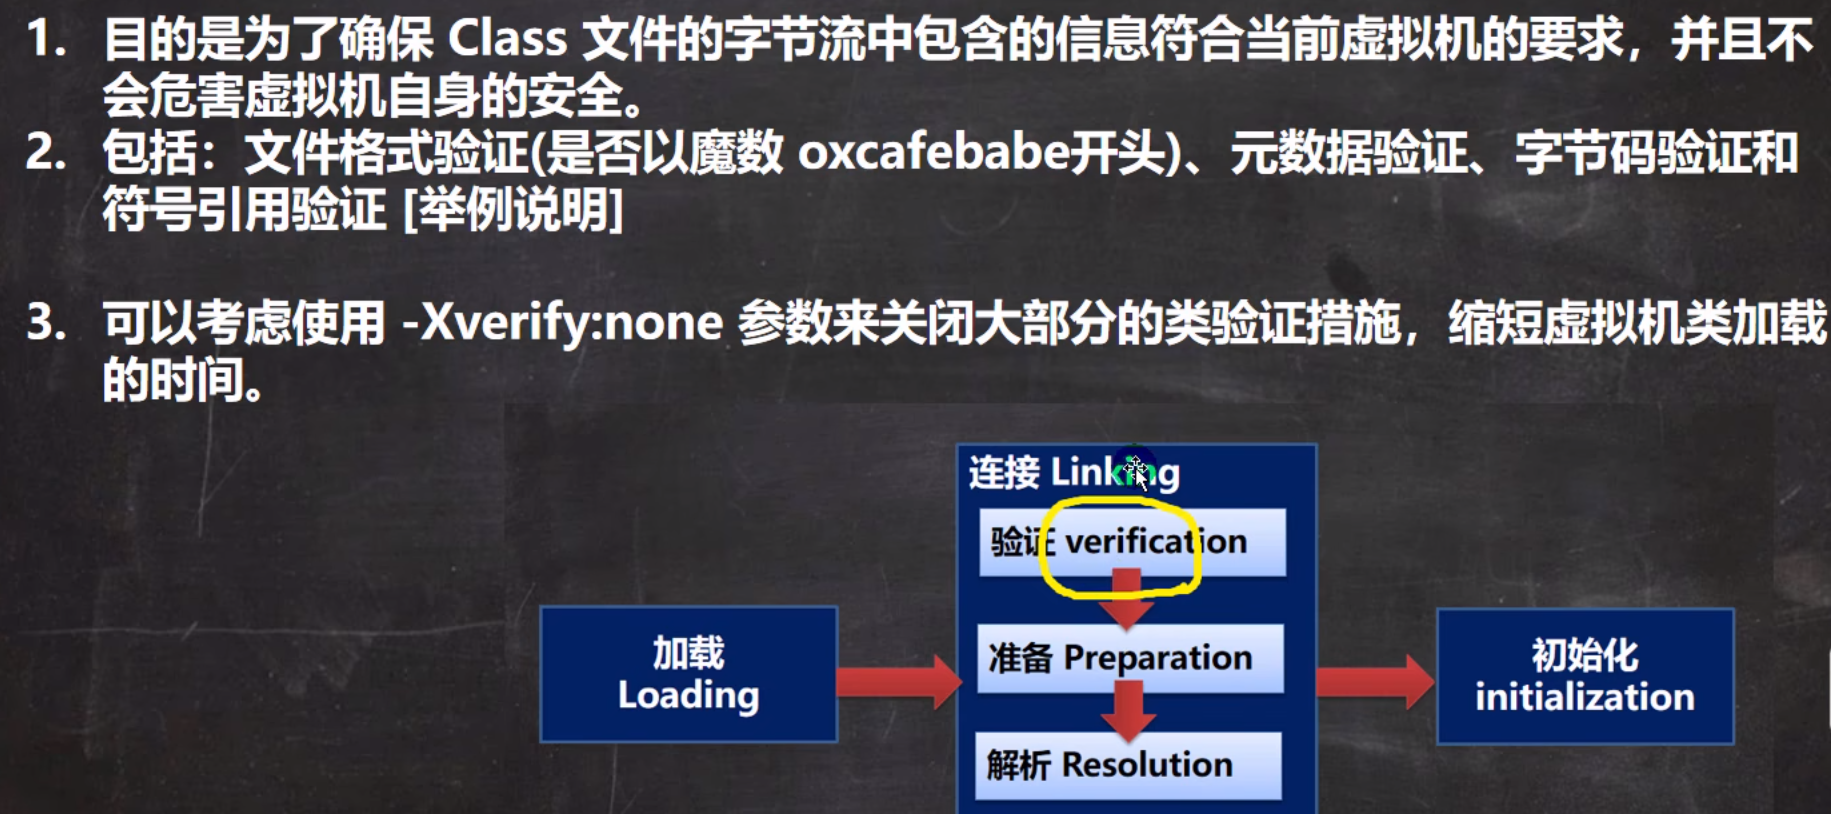 1. 目的是为了确保 Class 文件的字节流中包含的信息符合当前虚拟机的要求，并且不
会危害虚拟机自身的安全。
2. 包括：文件格式验证(是否以魔数 oxcafebabe开头)、元数据验证、字节码验证和
符号引用验证 [举例说明]
3. 可以考虑使用 -Xverify:none 参数来关闭大部分的类验证措施，缩短虚拟机类加载
的时间。
连接 Linking
验证 verification
准备 Preparation
解析 Resolution
加载
Loading
初始化
initialization